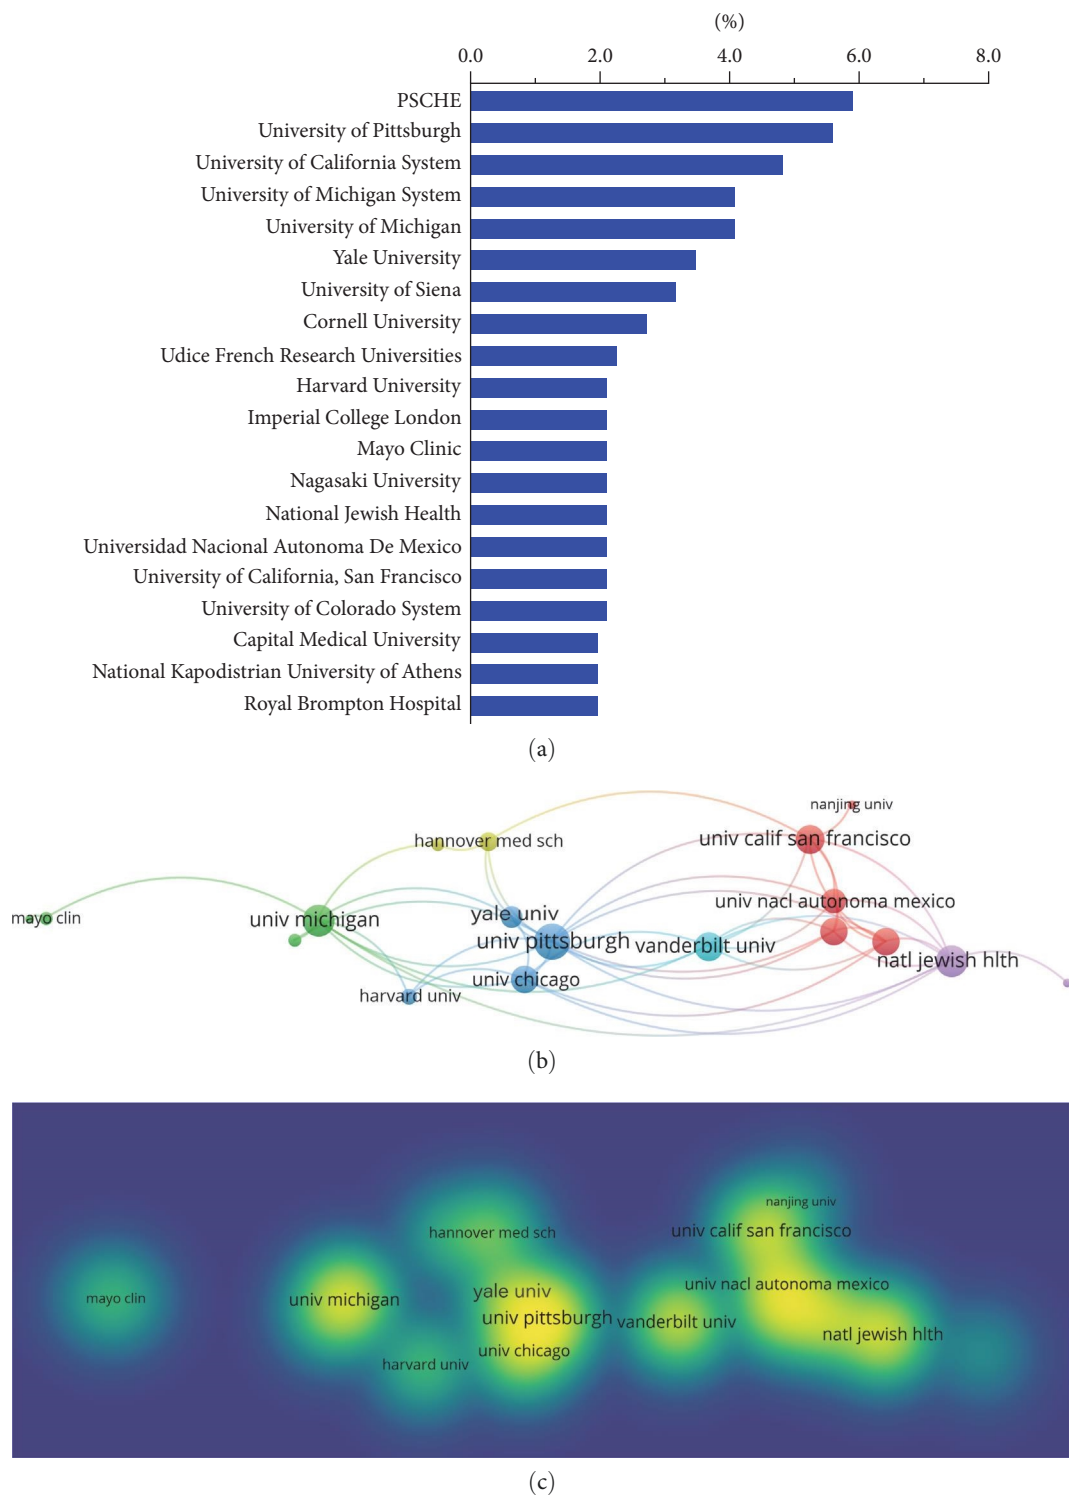 (%)
0.0 2.0 4.0 6.0 8.0
PSCHE
University of Pittsburgh
University of California System
University of Michigan System
University of Michigan
Yale University
University of Siena
Cornell University
Udice French Research Universities
Harvard University
Imperial College London
Mayo Clinic
Nagasaki University
National Jewish Health
Universidad Nacional Autonoma De Mexico
University of California, San Francisco
University of Colorado System
Capital Medical University
National Kapodistrian University of Athens
Royal Brompton Hospital
(a)
nanjing univ
hannover med sch
univ calif san francisco
univ nacl autonoma mexico
mayo clin
univ michigan
yale univ
univ pittsburgh
vanderbilt univ
natl jewish hlth
univ chicago
harvard univ
(b)
nanjing univ
hannover med sch
univ calif san francisco
yale univ
univ nacl autonoma mexico
mayo clin
univ michigan
univ pittsburgh
vanderbilt univ
natl jewish hlth
univ chicago
harvard univ
(c)